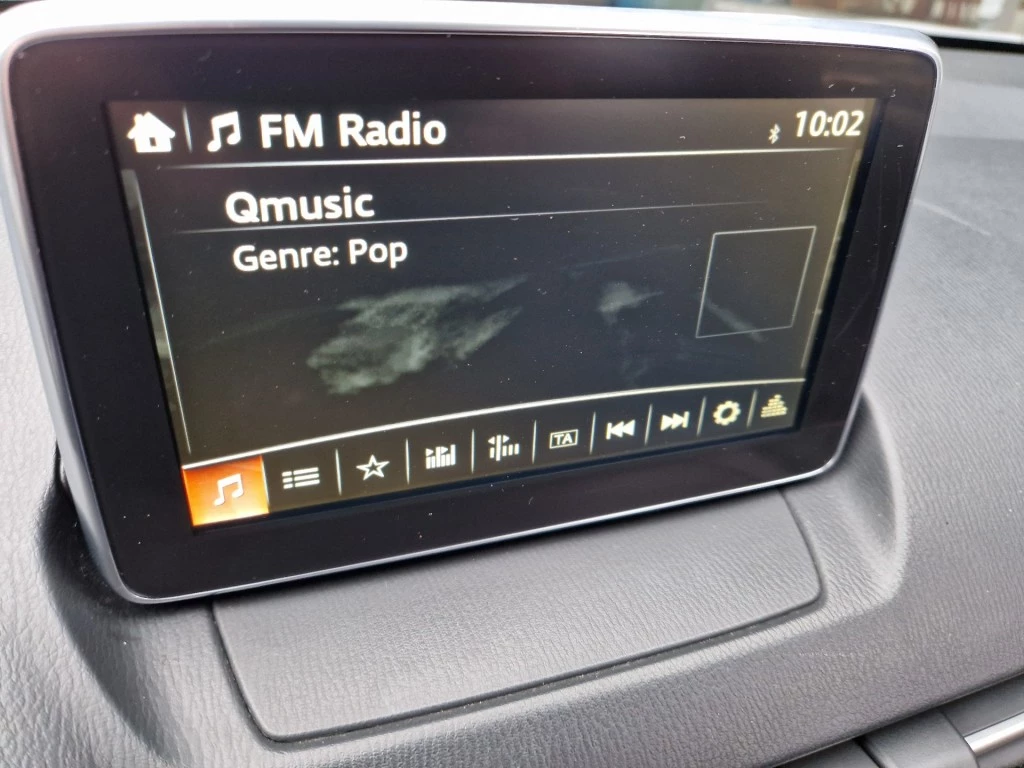 FM Radio
10:02
Qmusic
Genre: Pop
TA